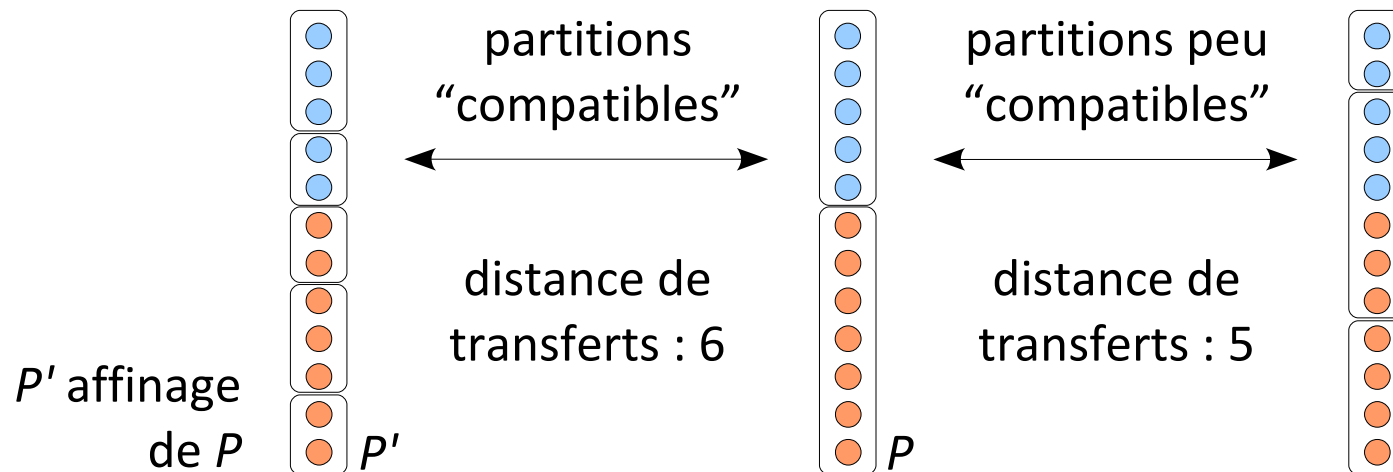 partitions
“compatibles”
distance de
transferts : 6
partitions peu
“compatibles”
distance de
transferts : 5
P' affinage
de P
P'
P